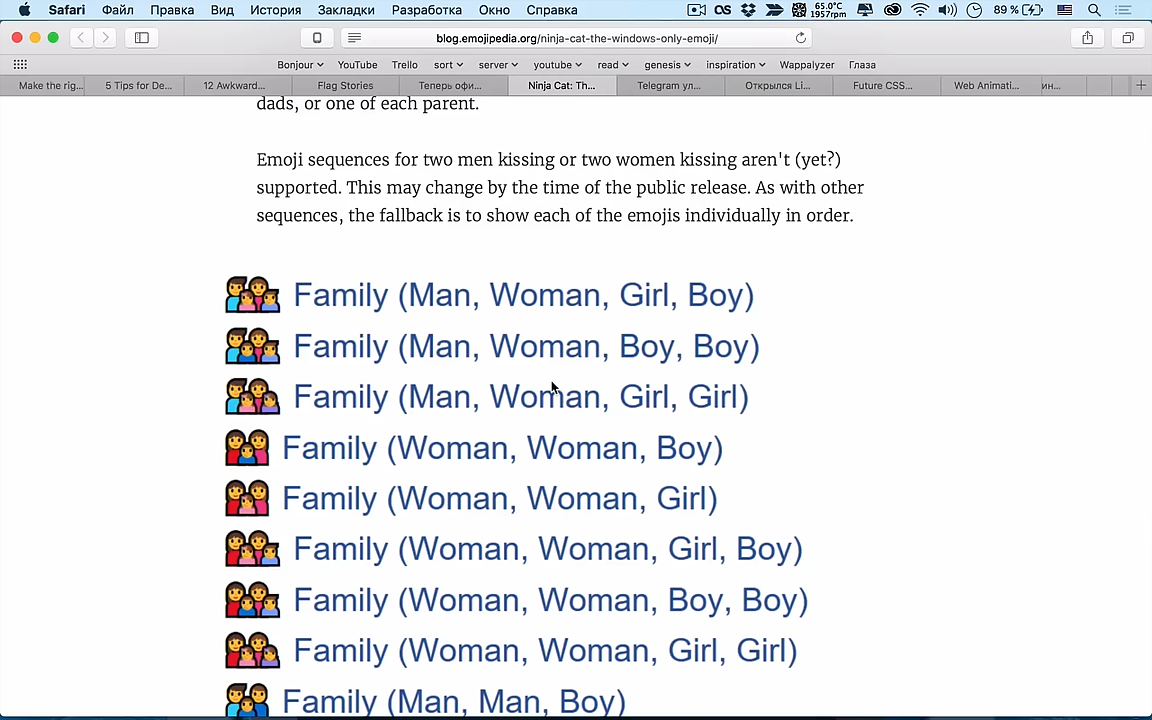 Safari Файл Правка Вид История Закладки Разработка Окно Справка 65.0°C 1957rpm 89 %
blog.emojipedia.org/ninja-cat-the-windows-only-emoji/
Bonjour YouTube Trello sort server youtube read genesis inspiration Wappalyzer Глаза
Make the rig... 5 Tips for De... 12 Awkward... Flag Stories Теперь офи... Ninja Cat: Th... Telegram ул... Открылся Li... Future CSS... Web Animati... ин...
dads, or one of each parent.
Emoji sequences for two men kissing or two women kissing aren't (yet?)
supported. This may change by the time of the public release. As with other
sequences, the fallback is to show each of the emojis individually in order.
Family (Man, Woman, Girl, Boy)
Family (Man, Woman, Boy, Boy)
Family (Man, Woman, Girl, Girl)
Family (Woman, Woman, Boy)
Family (Woman, Woman, Girl)
Family (Woman, Woman, Girl, Boy)
Family (Woman, Woman, Boy, Boy)
Family (Woman, Woman, Girl, Girl)
Family (Man, Man, Boy)